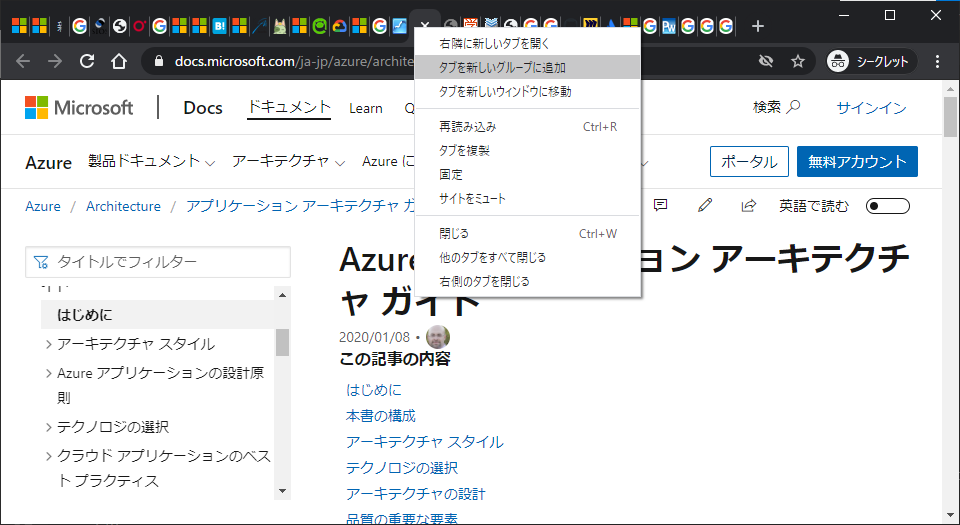 docs.microsoft.com/ja-jp/azure/archite
シークレット
右隣に新しいタブを開く
タブを新しいグループに追加
タブを新しいウィンドウに移動
再読み込み Ctrl+R
タブを複製
固定
サイトをミュート
閉じる Ctrl+W
他のタブをすべて閉じる
右側のタブを閉じる
Microsoft Docs ドキュメント Learn Q 検索 サインイン
Azure 製品ドキュメント アーキテクチャ Azure に ポータル 無料アカウント
Azure / Architecture / アプリケーション アーキテクチャ ガ 英語で読む
タイトルでフィルター
はじめに
アーキテクチャ スタイル
Azure アプリケーションの設計原
則
テクノロジの選択
クラウド アプリケーションのベス
ト プラクティス
Azure ョン アーキテクチ
ャ ガイド
2020/01/08 •
この記事の内容
はじめに
本書の構成
アーキテクチャ スタイル
テクノロジの選択
アーキテクチャの設計
品質の重要な要素